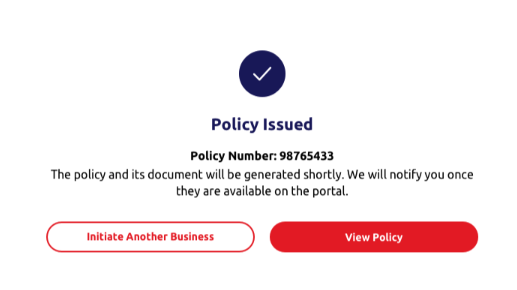 Policy Issued
Policy Number: 98765433
The policy and its document will be generated shortly. We will notify you once
they are available on the portal.
Initiate Another Business
View Policy